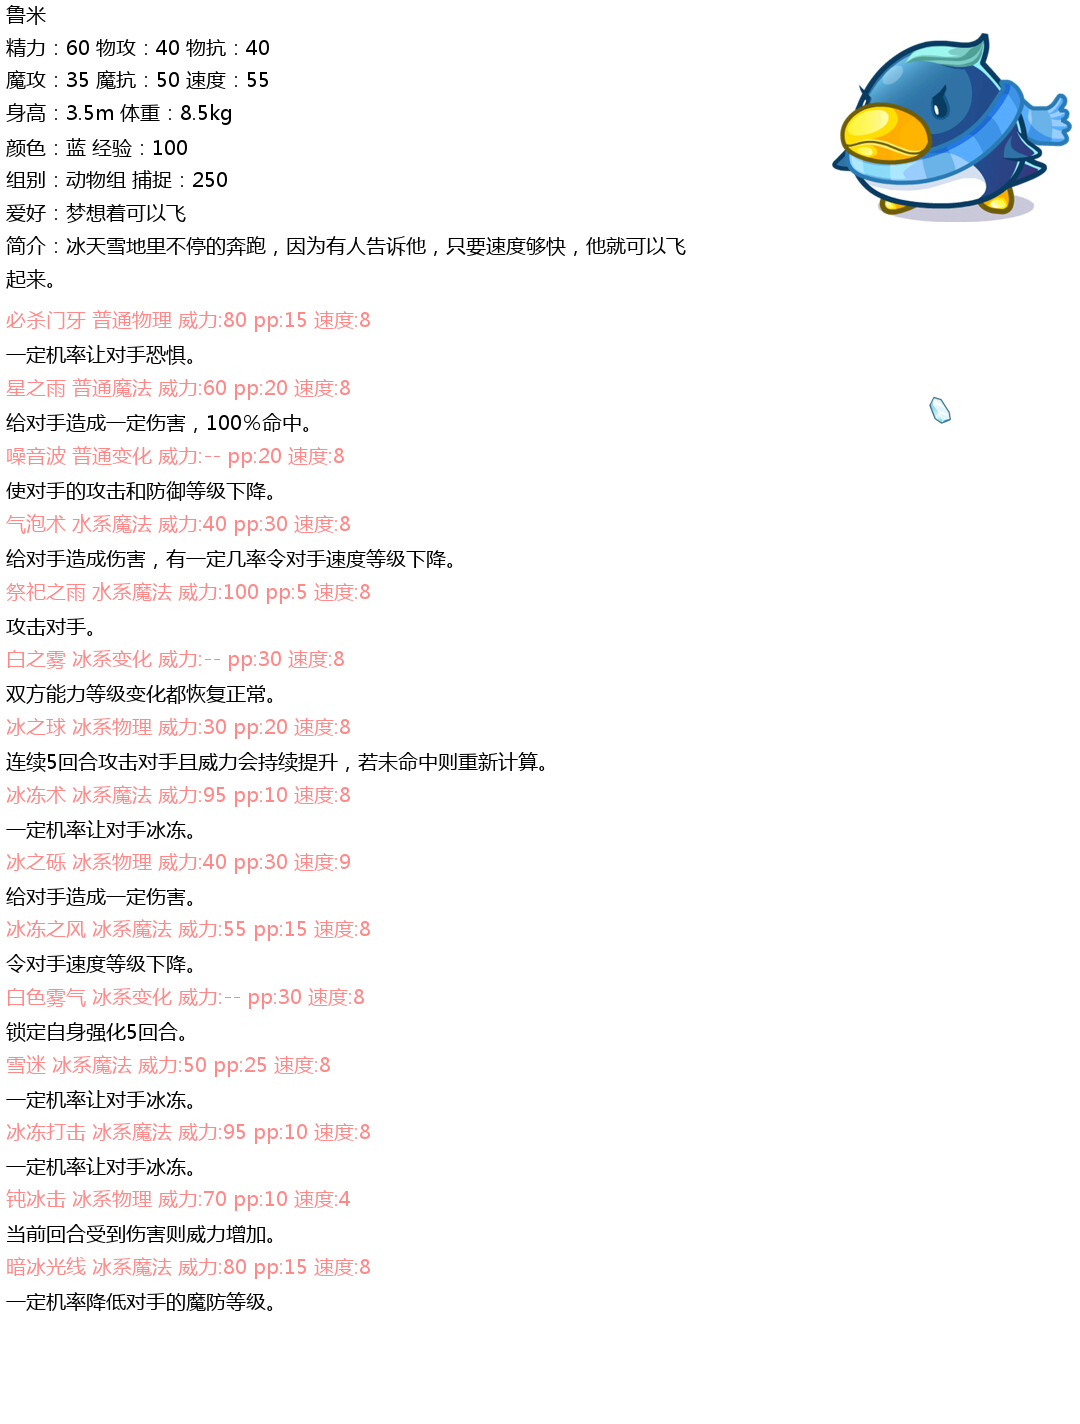 鲁米
精力：60 物攻：40 物抗：40
魔攻：35 魔抗：50 速度：55
身高：3.5m 体重：8.5kg
颜色：蓝 经验：100
组别：动物组 捕捉：250
爱好：梦想着可以飞
简介：冰天雪地里不停的奔跑，因为有人告诉他，只要速度够快，他就可以飞
起来。
必杀门牙 普通物理 威力:80 pp:15 速度:8
一定机率让对手恐惧。
星之雨 普通魔法 威力:60 pp:20 速度:8
给对手造成一定伤害，100%命中。
噪音波 普通变化 威力:-- pp:20 速度:8
使对手的攻击和防御等级下降。
气泡术 水系魔法 威力:40 pp:30 速度:8
给对手造成伤害，有一定几率令对手速度等级下降。
祭祀之雨 水系魔法 威力:100 pp:5 速度:8
攻击对手。
白之雾 冰系变化 威力:-- pp:30 速度:8
双方能力等级变化都恢复正常。
冰之球 冰系物理 威力:30 pp:20 速度:8
连续5回合攻击对手且威力会持续提升，若未命中则重新计算。
冰冻术 冰系魔法 威力:95 pp:10 速度:8
一定机率让对手冰冻。
冰之砾 冰系物理 威力:40 pp:30 速度:9
给对手造成一定伤害。
冰冻之风 冰系魔法 威力:55 pp:15 速度:8
令对手速度等级下降。
白色雾气 冰系变化 威力:-- pp:30 速度:8
锁定自身强化5回合。
雪迷 冰系魔法 威力:50 pp:25 速度:8
一定机率让对手冰冻。
冰冻打击 冰系魔法 威力:95 pp:10 速度:8
一定机率让对手冰冻。
钝冰击 冰系物理 威力:70 pp:10 速度:4
当前回合受到伤害则威力增加。
暗冰光线 冰系魔法 威力:80 pp:15 速度:8
一定机率降低对手的魔防等级。